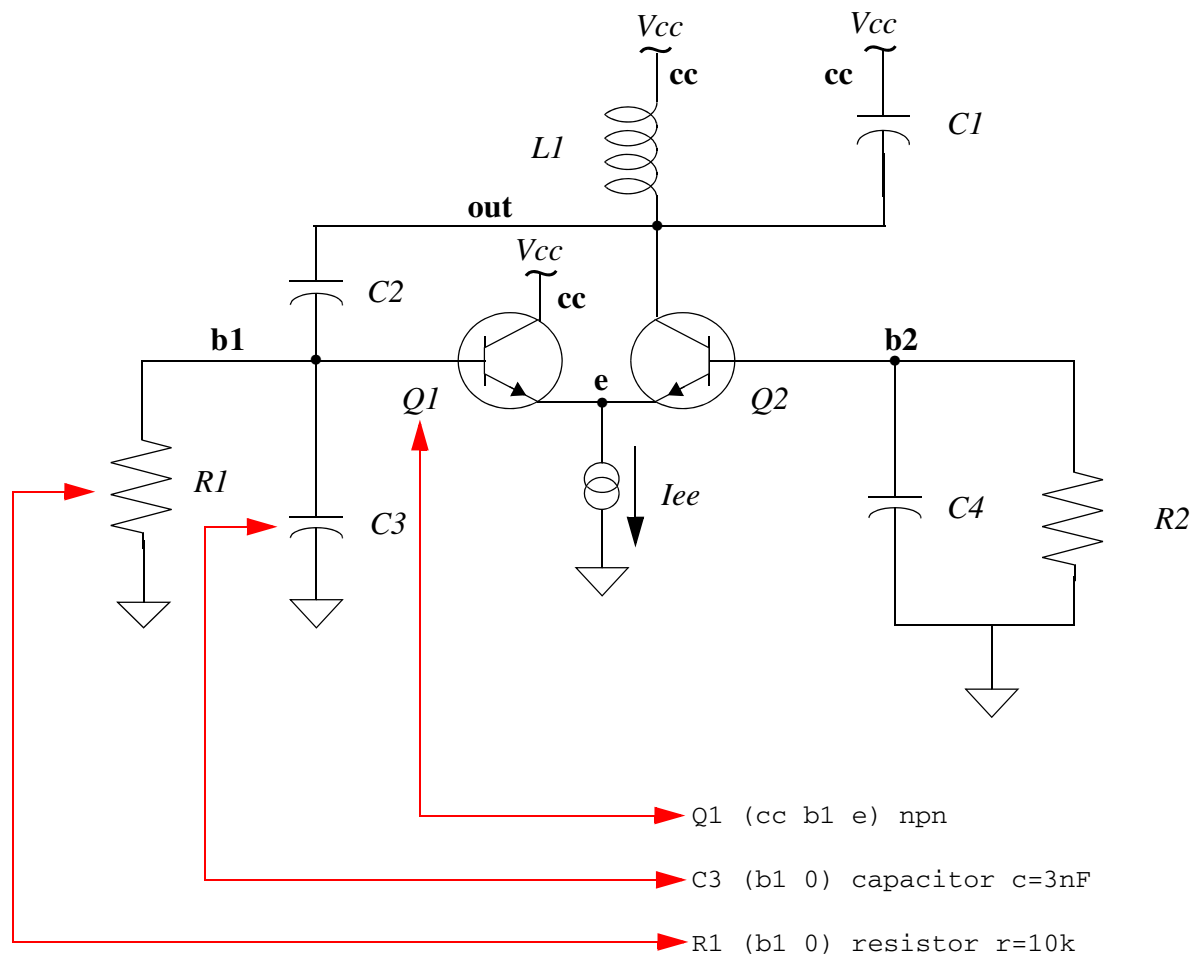 Vcc
Vcc
cc
cc
C1
L1
out
Vcc
C2
cc
b1
b2
e
Q1
Q2
R1
Iee
C3
C4
R2
Q1 (cc b1 e) npn
C3 (b1 0) capacitor c=3nF
R1 (b1 0) resistor r=10k